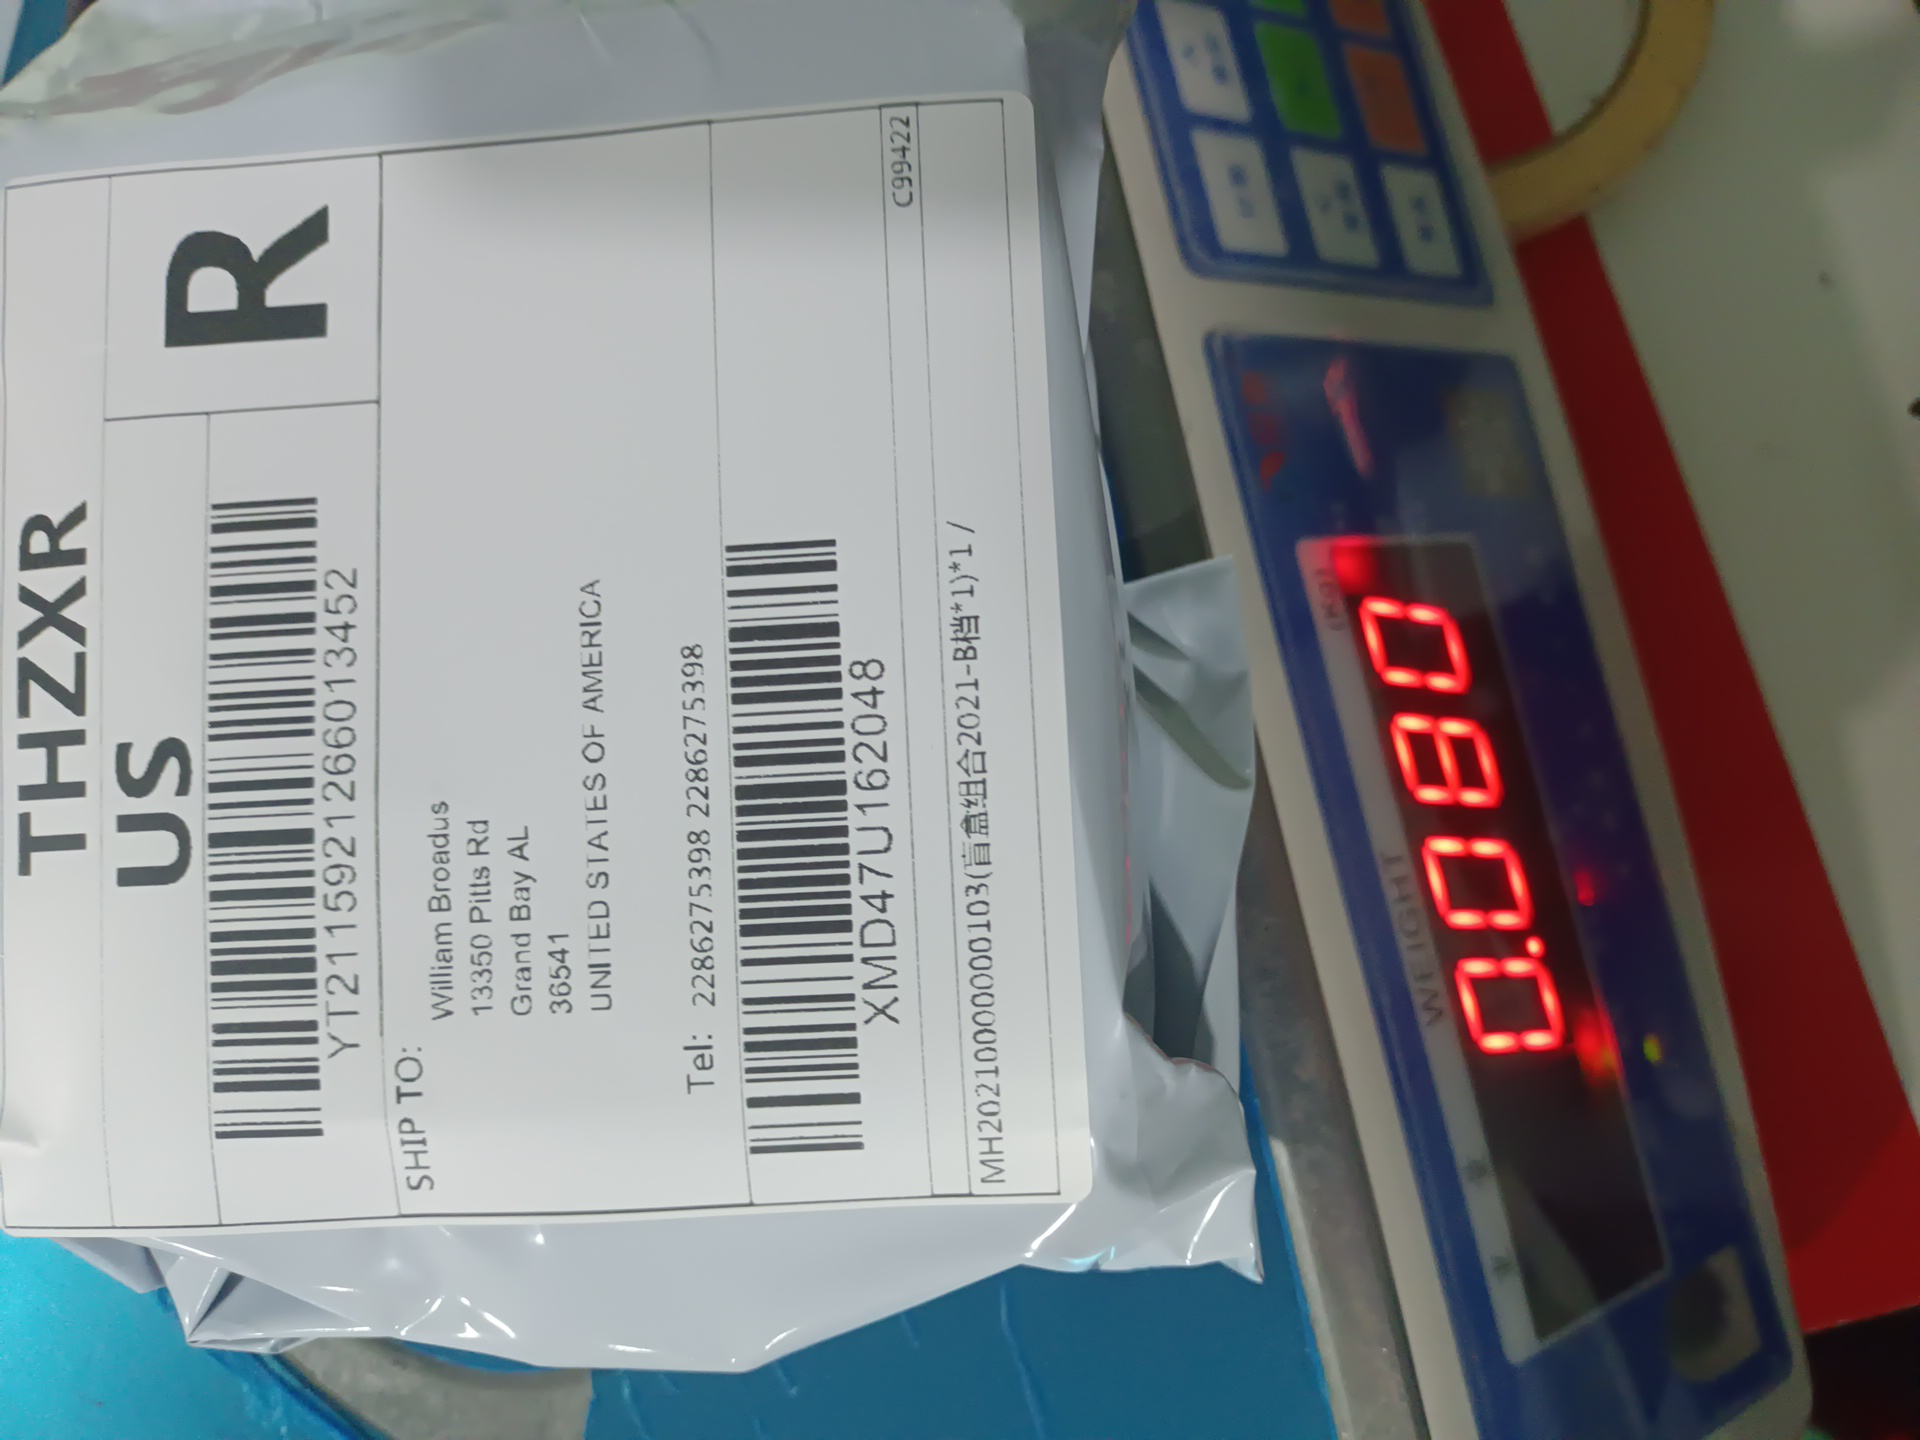 THZXR
US
R
YT2115921266013452
SHIP TO:
William Broadus
13350 Pitts Rd
Grand Bay AL
36541
UNITED STATES OF AMERICA
Tel: 2286275398 2286275398
XMD47U162048
C99422
MH20210000000103(盲盒组合2021-B档*1)*1 /
WEIGHT
0.080